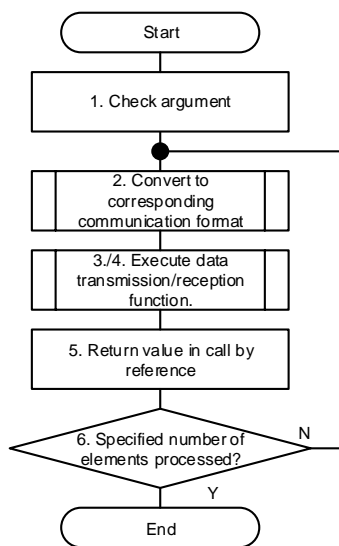 Start
1. Check argument
2. Convert to
corresponding
communication format
3./4. Execute data
transmission/reception
function.
5. Return value in call by
reference
6. Specified number of
elements processed?
N
Y
End